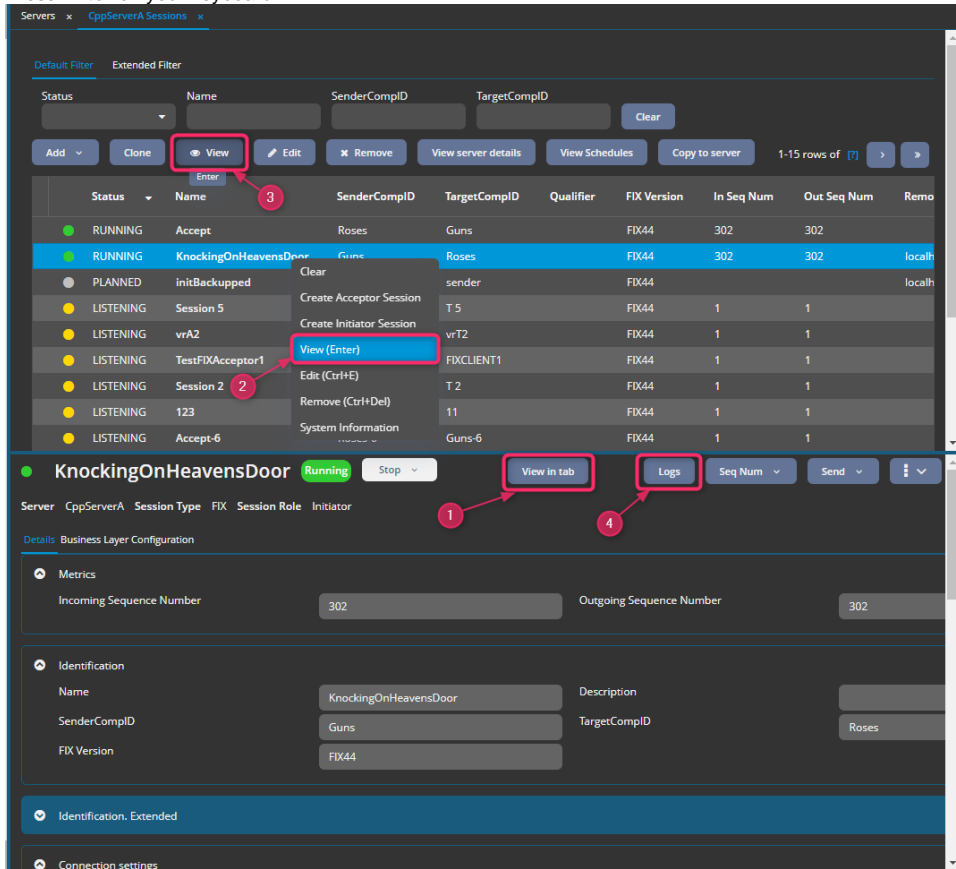 Servers × CppServerA Sessions ×
Default Filter Extended Filter
Status Name SenderCompID TargetCompID
Clear
Add Clone View Edit Remove View server details View Schedules Copy to server 1-15 rows of [?] › »
Enter
3
Status Name SenderCompID TargetCompID Qualifier FIX Version In Seq Num Out Seq Num Remo
RUNNING Accept Roses Guns FIX44 302 302
RUNNING KnockingOnHeavensDoor Guns Roses FIX44 302 302 localh
PLANNED initBackupped sender FIX44 localh
LISTENING Session 5 T 5 FIX44 1 1
LISTENING vrA2 vrT2 FIX44 1 1
LISTENING TestFIXAcceptor1 FIXCLIENT1 FIX44 1 1
LISTENING Session 2 T 2 FIX44 1 1
LISTENING 123 11 FIX44 1 1
LISTENING Accept-6 Guns-6 FIX44 1 1
Clear
Create Acceptor Session
Create Initiator Session
View (Enter)
Edit (Ctrl+E)
2
Remove (Ctrl+Del)
System Information
KnockingOnHeavensDoor Running Stop View in tab Logs Seq Num Send
Server CppServerA Session Type FIX Session Role Initiator
1
4
Details Business Layer Configuration
Metrics
Incoming Sequence Number 302 Outgoing Sequence Number 302
Identification
Name KnockingOnHeavensDoor Description
SenderCompID Guns TargetCompID Roses
FIX Version FIX44
Identification. Extended
Connection settings